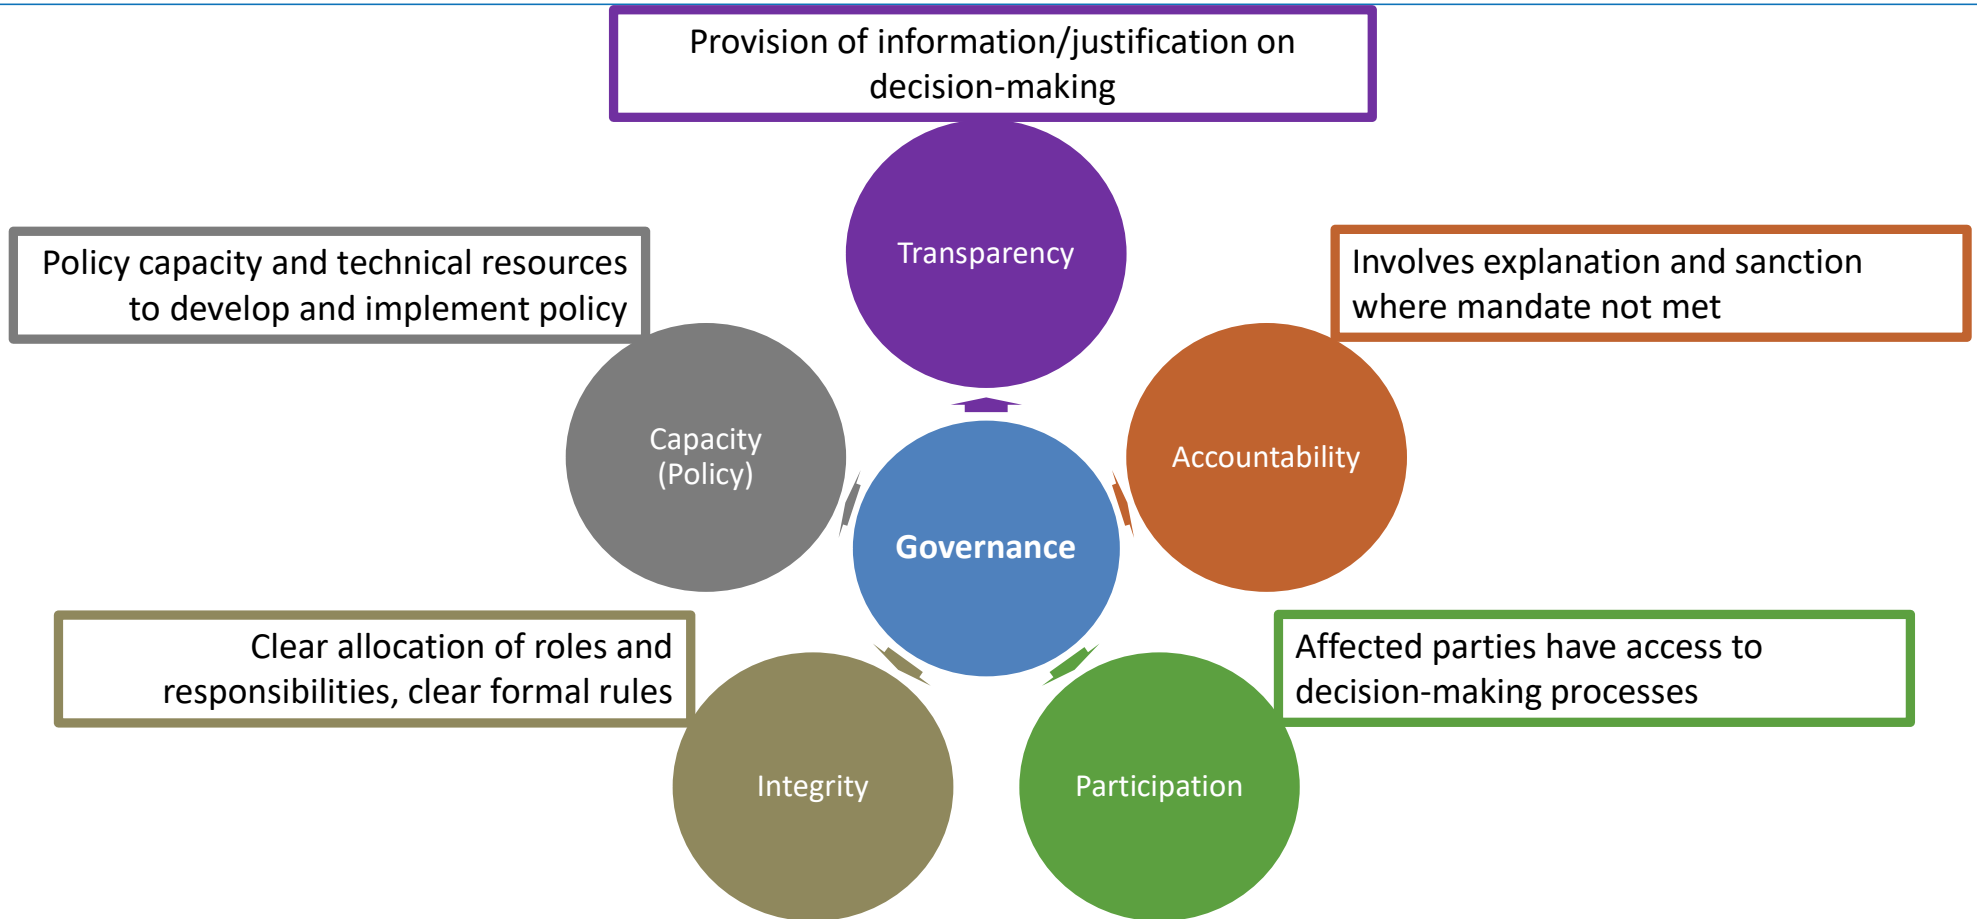 Provision of information/justification on
decision-making
Transparency
Policy capacity and technical resources
to develop and implement policy
Involves explanation and sanction
where mandate not met
Capacity
(Policy)
Accountability
Governance
Clear allocation of roles and
responsibilities, clear formal rules
Affected parties have access to
decision-making processes
Integrity
Participation